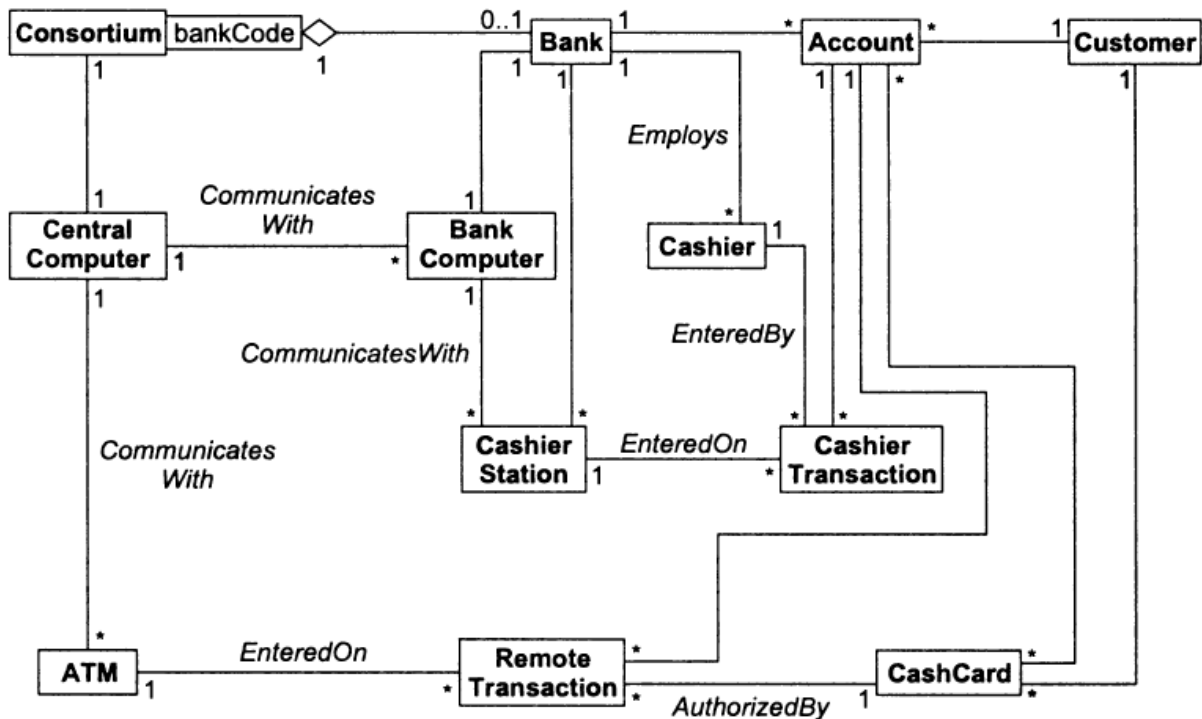 0..1 1 * * 1
Consortium bankCode Bank Account Customer
1 1 1 1 1 1 1 * 1
Employs
Communicates
With
1 1 *
Central
Computer
Bank
Computer
Cashier 1
1 *
1 1
CommunicatesWith
EnteredBy
* * * *
Communicates
With
Cashier
Station
EnteredOn
Cashier
Transaction
1 *
* * *
ATM
EnteredOn
Remote
Transaction
CashCard
1 * * 1 *
AuthorizedBy